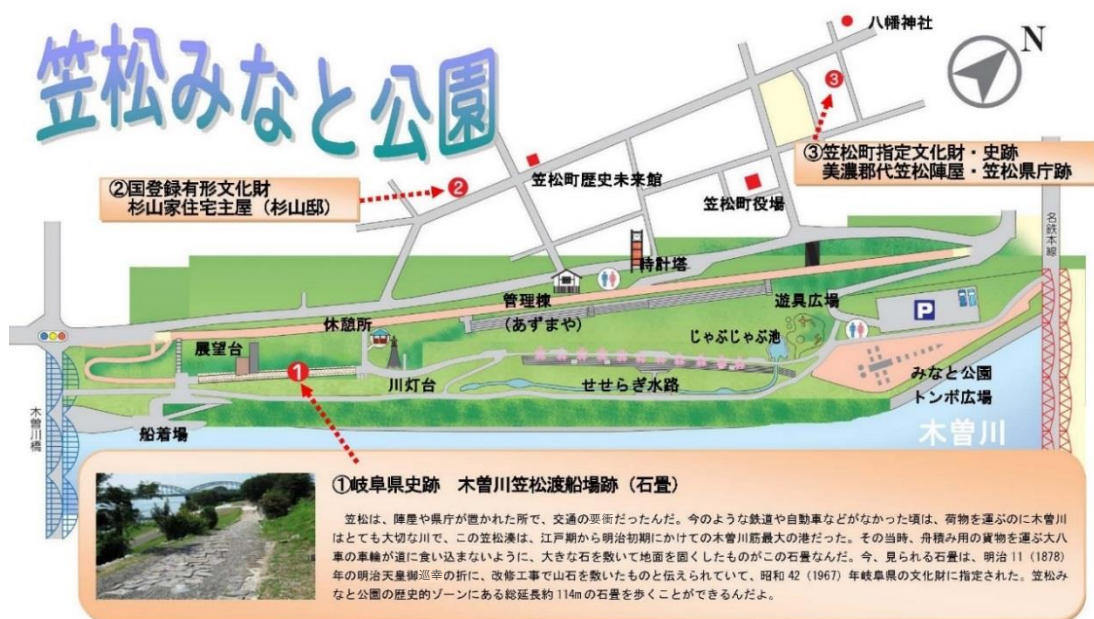 笠松みなと公園
八幡神社
N
③
③笠松町指定文化財・史跡
美濃郡代笠松陣屋・笠松県庁跡
②国登録有形文化財
杉山家住宅主屋（杉山邸）
②
笠松町歴史未来館
笠松町役場
名鉄本線
時計塔
管理棟
（あずまや）
遊具広場
P
休憩所
展望台
じゃぶじゃぶ池
①
川灯台
せせらぎ水路
みなと公園
トンボ広場
木曽川橋
船着場
木曽川
①岐阜県史跡　木曽川笠松渡船場跡（石畳）
笠松は、陣屋や県庁が置かれた所で、交通の要衝だったんだ。今のような鉄道や自動車などがなかった頃は、荷物を運ぶのに木曽川
はとても大切な川で、この笠松湊は、江戸期から明治初期にかけての木曽川筋最大の港だった。その当時、舟積み用の貨物を運ぶ大八
車の車輪が道に食い込まないように、大きな石を敷いて地面を固くしたものがこの石畳なんだ。今、見られる石畳は、明治 11（1878）
年の明治天皇御巡幸の折に、改修工事で山石を敷いたものと伝えられていて、昭和 42（1967）年岐阜県の文化財に指定された。笠松み
なと公園の歴史的ゾーンにある総延長約 114m の石畳を歩くことができるんだよ。